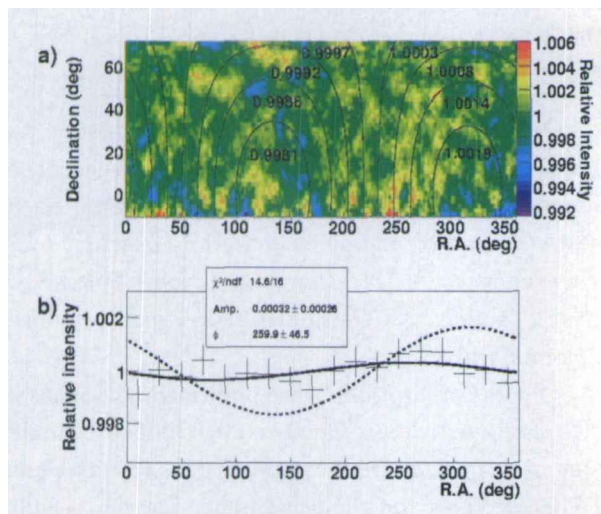 a)
Declination (deg)
60
40
20
0
0.9997
1.0003
0.9992
1.0008
0.9986
1.0014
0.9981
1.0019
0 50 100 150 200 250 300 350
R.A. (deg)
1.006
1.004
1.002
1
0.998
0.996
0.994
0.992
Relative Intensity
b)
Relative intensity
1.002
1
0.998
χ²/ndf 14.6/16
Amp. 0.00032±0.00026
ϕ 259.9±46.5
0 50 100 150 200 250 300 350
R.A. (deg)